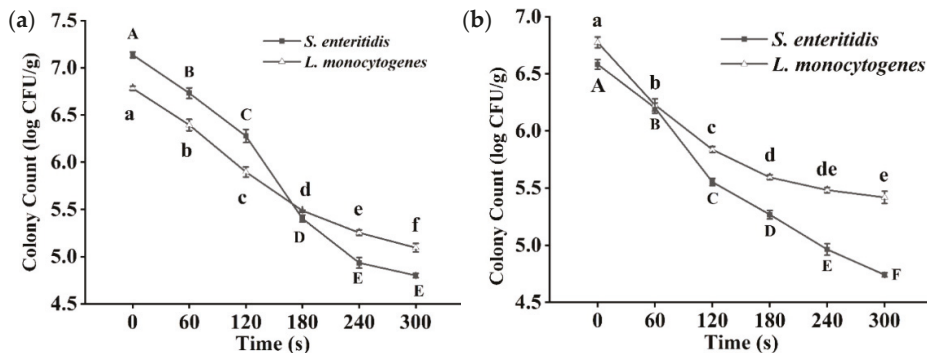 (a)
7.5
7.0
6.5
6.0
5.5
5.0
4.5
Colony Count (log CFU/g)
S. enteritidis
L. monocytogenes
A
B
C
D
E
E
a
b
c
d
e
f
0 60 120 180 240 300
Time (s)
(b)
7.0
6.5
6.0
5.5
5.0
4.5
Colony Count (log CFU/g)
S. enteritidis
L. monocytogenes
a
b
c
d
de
e
A
B
C
D
E
F
0 60 120 180 240 300
Time (s)